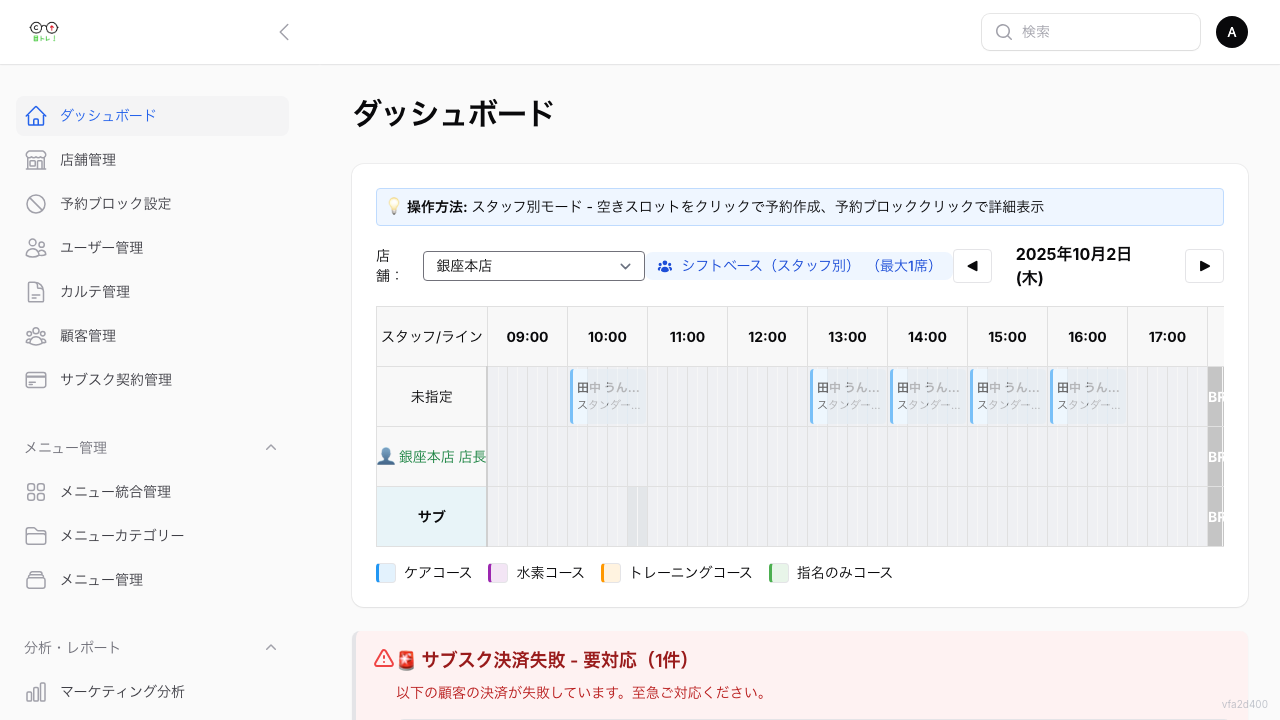 検索
A
ダッシュボード
店舗管理
予約ブロック設定
ユーザー管理
カルテ管理
顧客管理
サブスク契約管理
メニュー管理
メニュー統合管理
メニューカテゴリー
メニュー管理
分析・レポート
マーケティング分析
ダッシュボード
💡 操作方法: スタッフ別モード - 空きスロットをクリックで予約作成、予約ブロッククリックで詳細表示
店舗：
銀座本店
シフトベース（スタッフ別） （最大1席）
◀
2025年10月2日
(木)
▶
スタッフ/ライン 09:00 10:00 11:00 12:00 13:00 14:00 15:00 16:00 17:00
未指定
田中 うん…
スタンダー…
田中 うん…
スタンダー…
田中 うん…
スタンダー…
田中 うん…
スタンダー…
田中 うん…
スタンダー…
BR
👤 銀座本店 店長
BR
サブ
BR
ケアコース 水素コース トレーニングコース 指名のみコース
🚨 サブスク決済失敗 - 要対応（1件）
以下の顧客の決済が失敗しています。至急ご対応ください。
vfa2d400